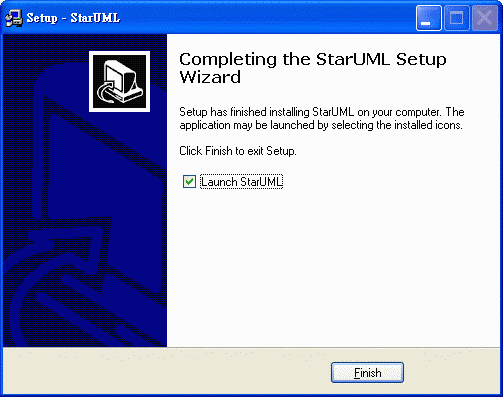 Setup - StarUML
Completing the StarUML Setup
Wizard
Setup has finished installing StarUML on your computer. The
application may be launched by selecting the installed icons.
Click Finish to exit Setup.
Launch StarUML
Finish